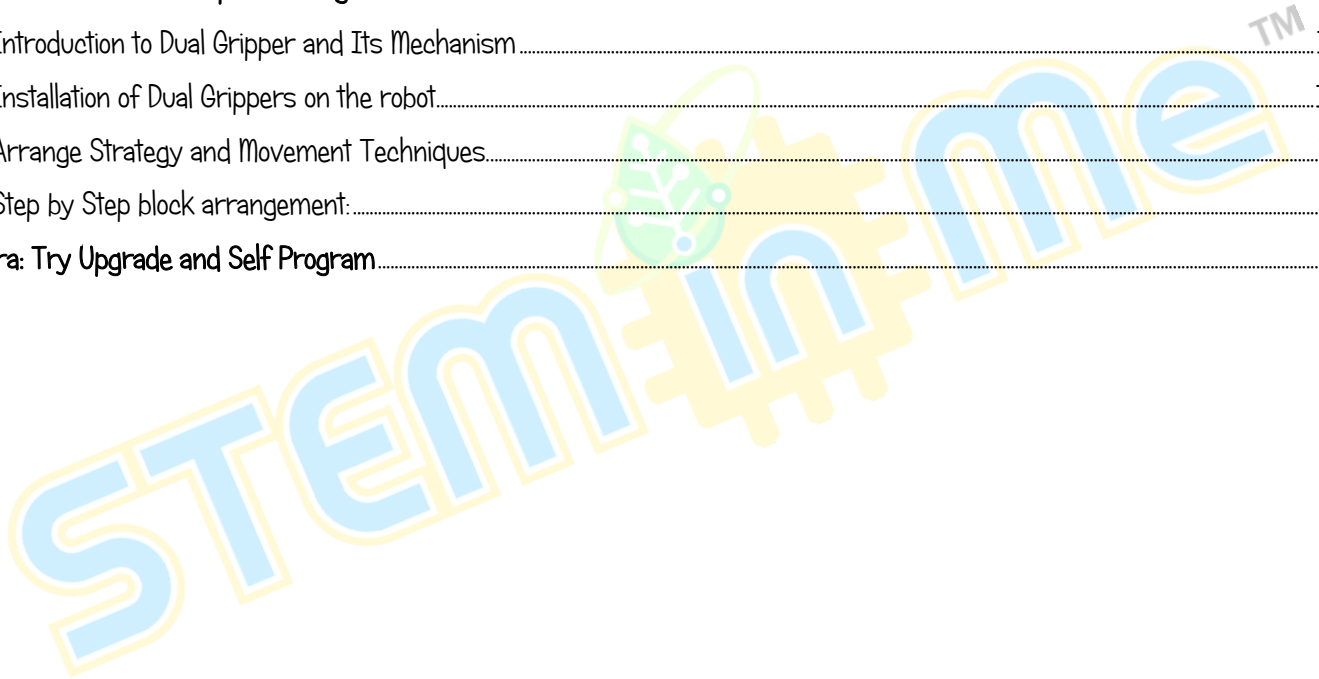 Introduction to Dual Gripper and Its Mechanism
Installation of Dual Grippers on the robot
Arrange Strategy and Movement Techniques
Step by Step block arrangement:
ra: Try Upgrade and Self Program
STEM in Me
TM